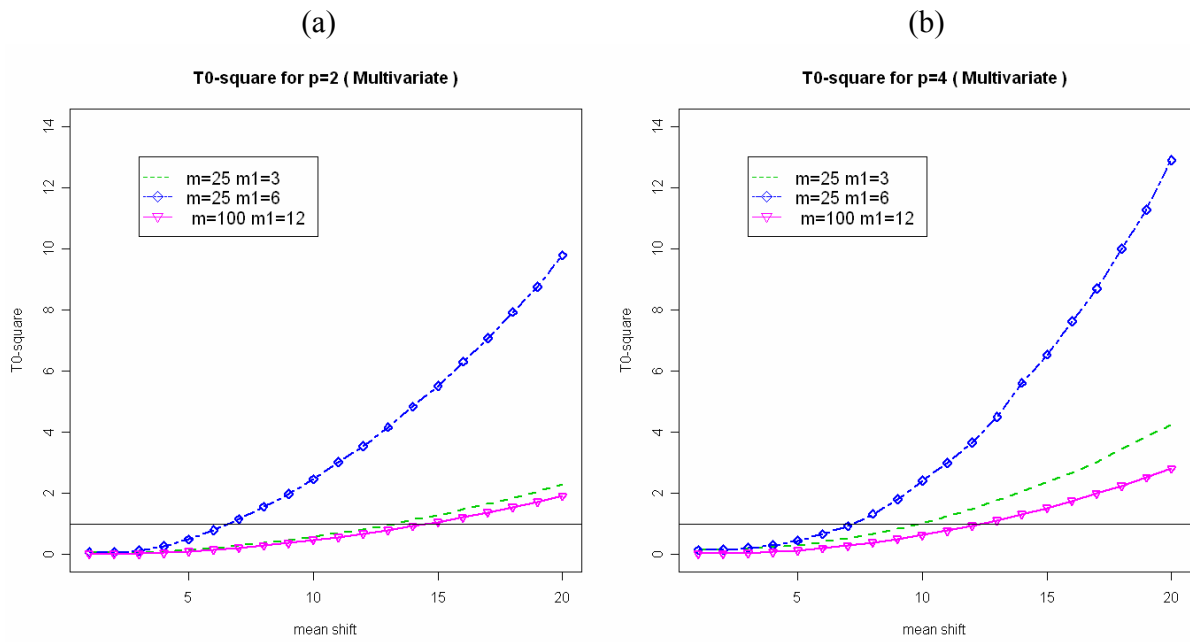 (a)
T0-square for p=2 ( Multivariate )
14
12
10
8
6
4
2
0
T0-square
m=25 m1=3
m=25 m1=6
m=100 m1=12
5
10
15
20
mean shift
(b)
T0-square for p=4 ( Multivariate )
14
12
10
8
6
4
2
0
T0-square
m=25 m1=3
m=25 m1=6
m=100 m1=12
5
10
15
20
mean shift